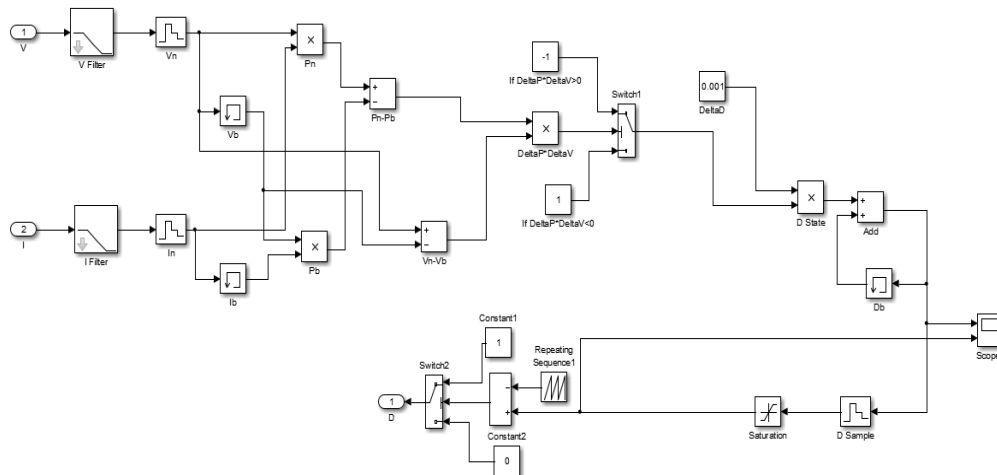 1
V
V Filter
Vn
×
Pn
+
−
Pn-Pb
Vb
-1
If DeltaP*DeltaV>0
Switch1
0.001
DeltaD
×
DeltaP*DeltaV
1
If DeltaP*DeltaV<0
×
D State
+
+
Add
2
I
I Filter
In
×
Pb
+
−
Vn-Vb
Ib
Db
Scope
Constant1
1
Repeating
Sequence1
Switch2
1
D
−
+
Constant2
0
Saturation
D Sample